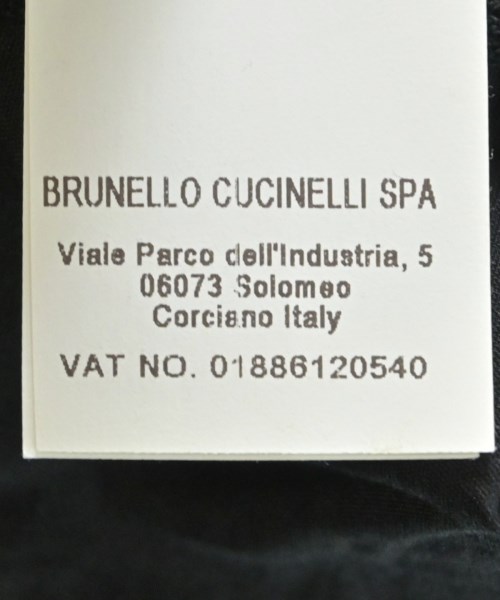 BRUNELLO CUCINELLI SPA
Viale Parco dell'Industria, 5
06073 Solomeo
Corciano Italy
VAT NO. 01886120540